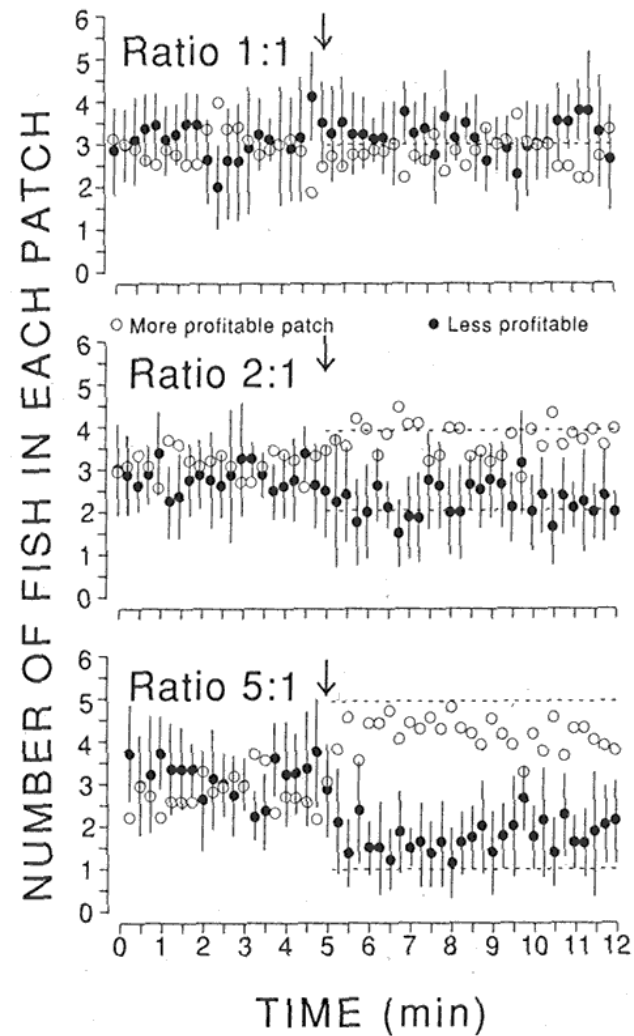 NUMBER OF FISH IN EACH PATCH
6
Ratio 1:1
5
4
3
2
1
0
More profitable patch
Less profitable
6
Ratio 2:1
5
4
3
2
1
0
6
Ratio 5:1
5
4
3
2
1
0
0 1 2 3 4 5 6 7 8 9 10 11 12
TIME (min)